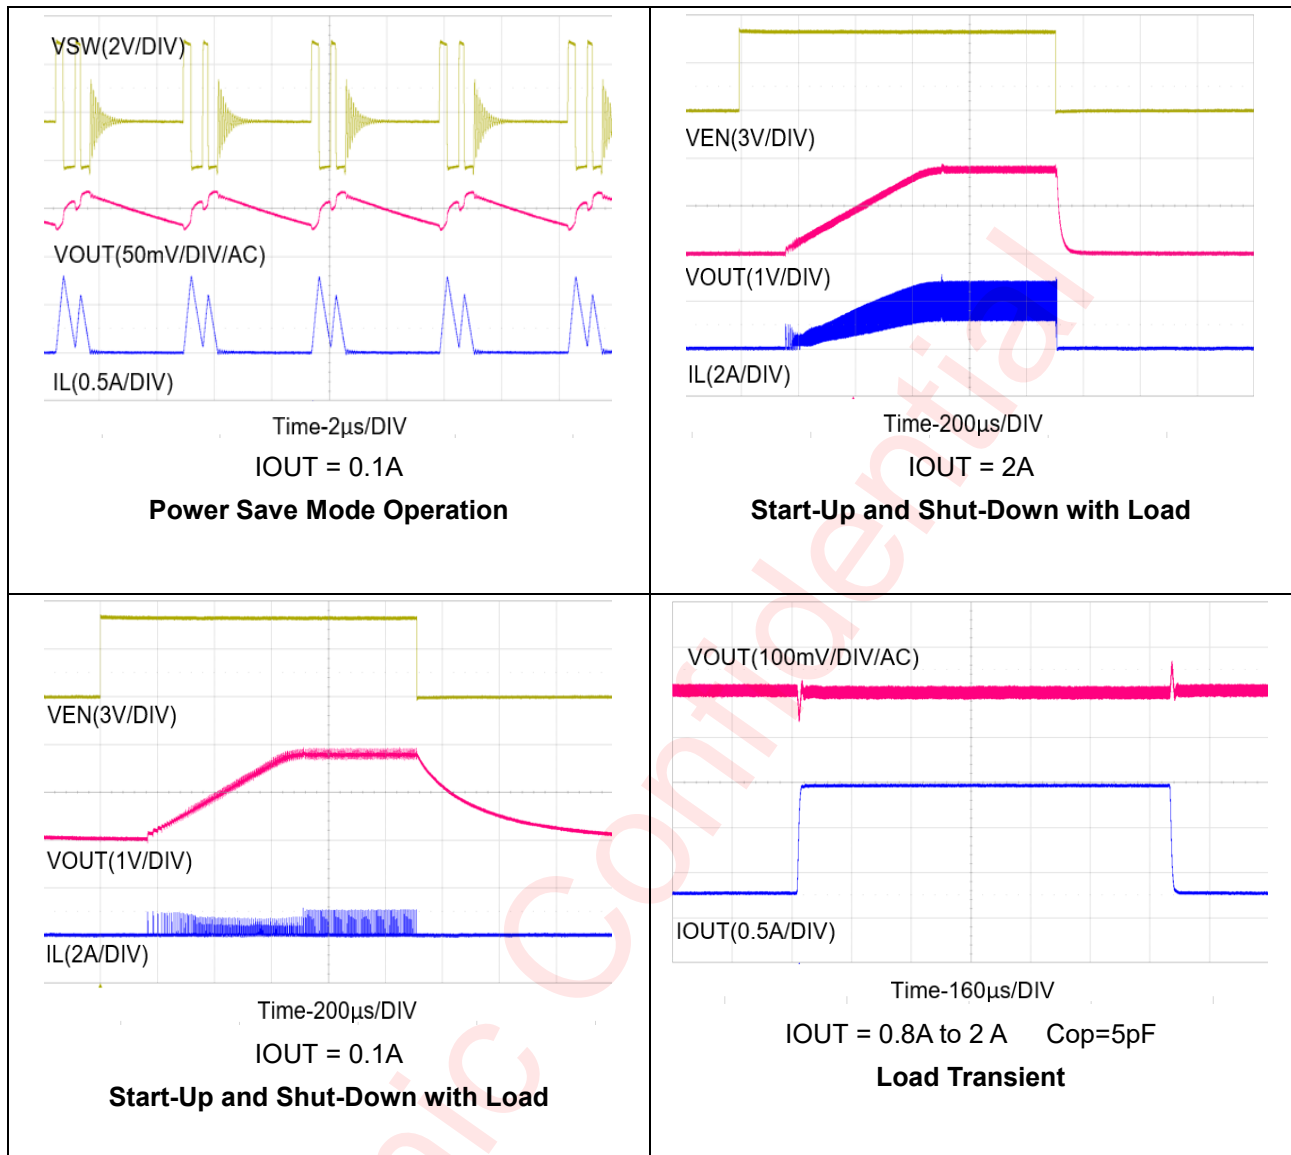 VSW(2V/DIV)
VOUT(50mV/DIV/AC)
IL(0.5A/DIV)
Time-2μs/DIV
IOUT = 0.1A
Power Save Mode Operation
VEN(3V/DIV)
VOUT(1V/DIV)
IL(2A/DIV)
Time-200μs/DIV
IOUT = 2A
Start-Up and Shut-Down with Load
VEN(3V/DIV)
VOUT(1V/DIV)
IL(2A/DIV)
Time-200μs/DIV
IOUT = 0.1A
Start-Up and Shut-Down with Load
VOUT(100mV/DIV/AC)
IOUT(0.5A/DIV)
Time-160μs/DIV
IOUT = 0.8A to 2 A Cop=5pF
Load Transient
nic Confidential